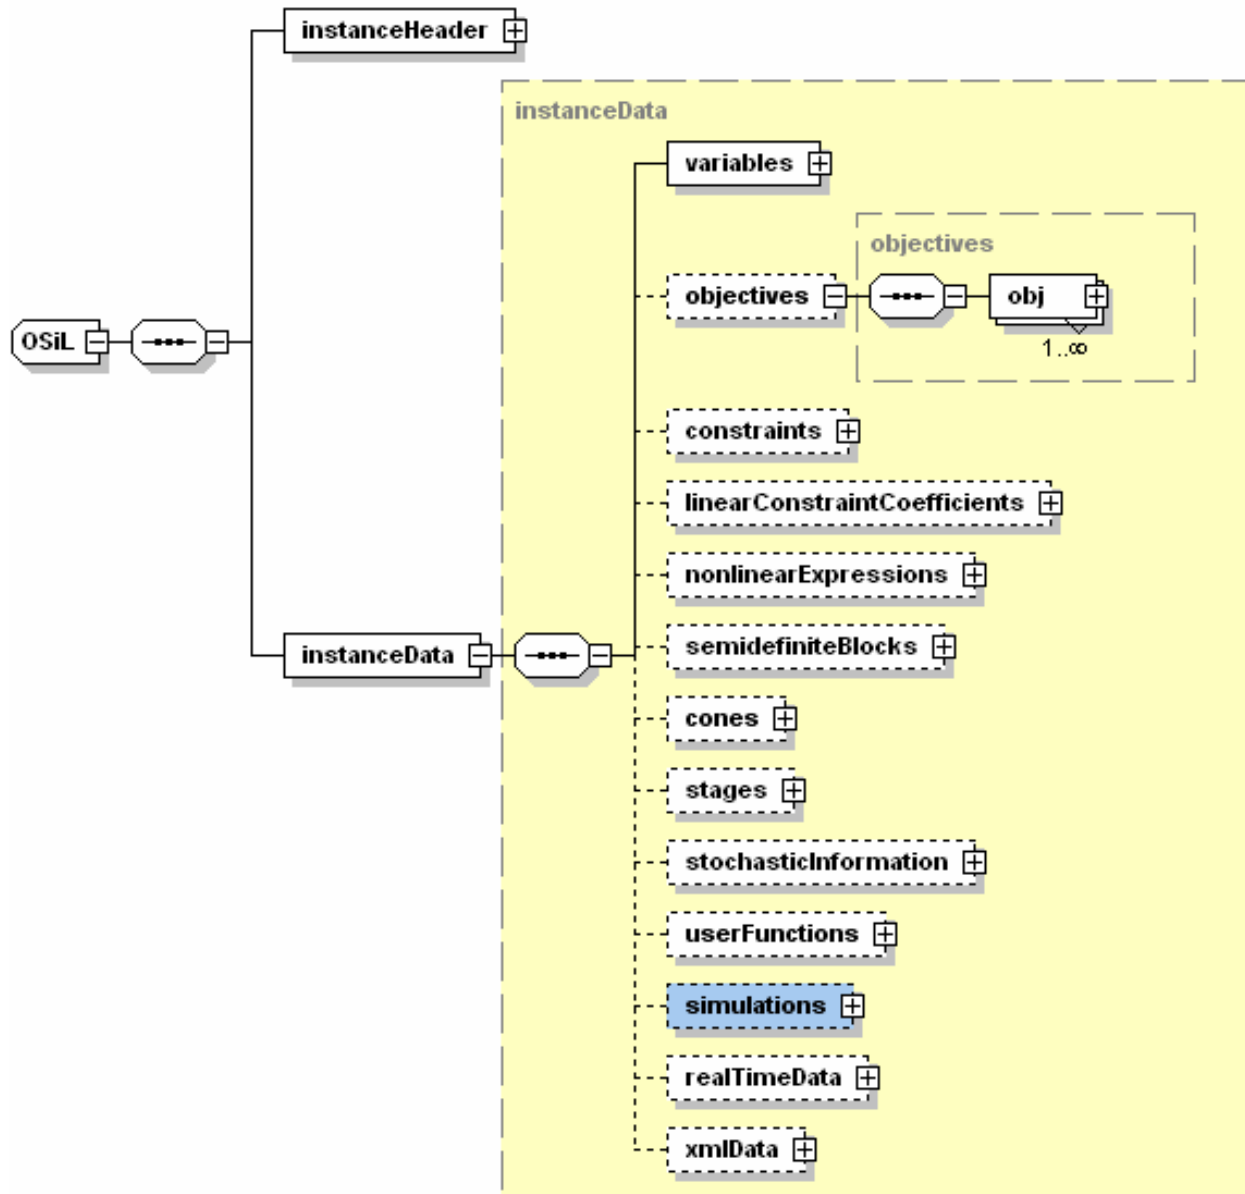 instanceHeader
instanceData
variables
objectives
objectives
obj
1..∞
OSiL
constraints
linearConstraintCoefficients
nonlinearExpressions
instanceData
semidefiniteBlocks
cones
stages
stochasticInformation
userFunctions
simulations
realTimeData
xmlData